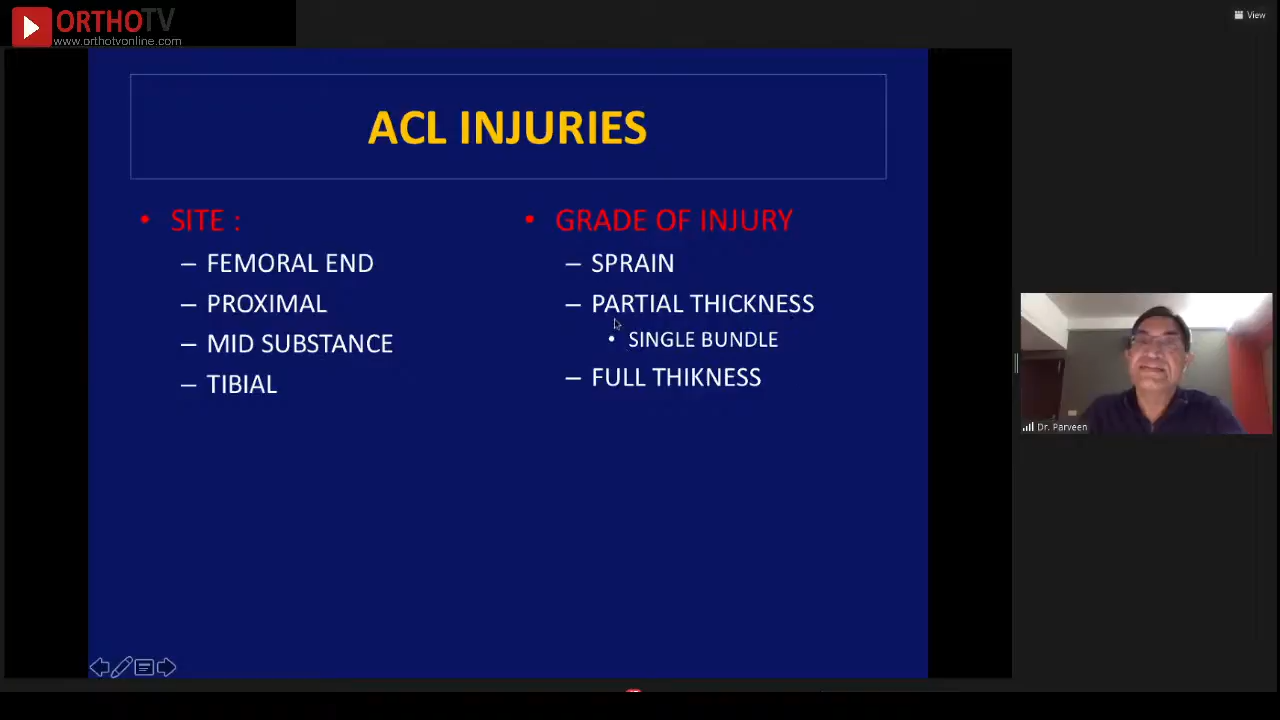 ORTHOTV
www.orthotvonline.com
View
ACL INJURIES
• SITE :
– FEMORAL END
– PROXIMAL
– MID SUBSTANCE
– TIBIAL
• GRADE OF INJURY
– SPRAIN
– PARTIAL THICKNESS
• SINGLE BUNDLE
– FULL THIKNESS
Dr. Parveen